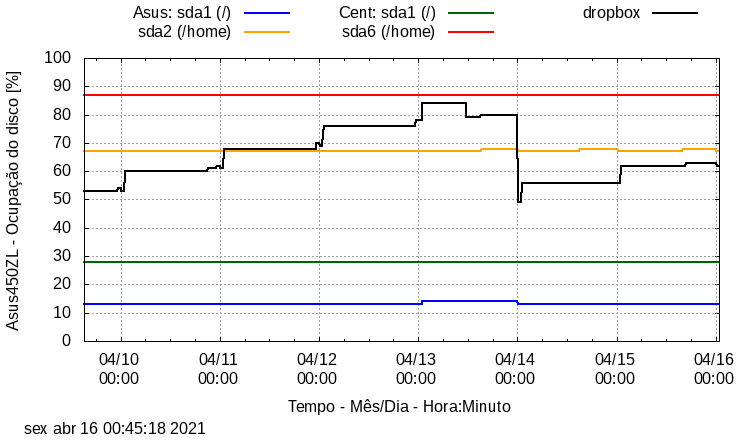 Asus: sda1 (/)
sda2 (/home)
Cent: sda1 (/)
sda6 (/home)
dropbox
Asus450ZL - Ocupação do disco [%]
100
90
80
70
60
50
40
30
20
10
0
04/10 04/11 04/12 04/13 04/14 04/15 04/16
00:00 00:00 00:00 00:00 00:00 00:00 00:00
Tempo - Mês/Dia - Hora:Minuto
sex abr 16 00:45:18 2021